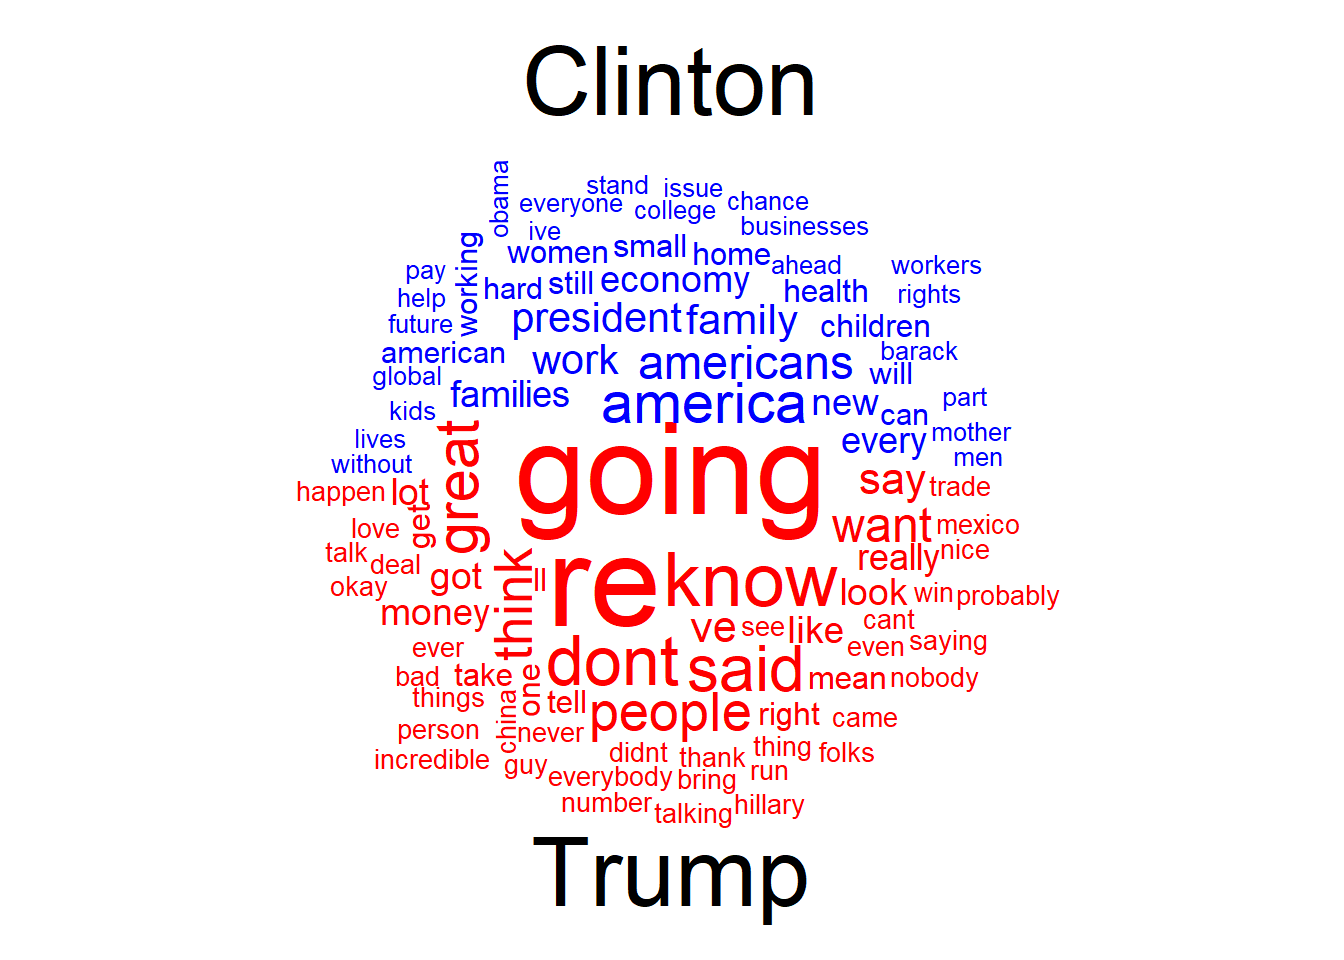 Clinton
obama
stand issue chance
everyone college businesses
ive
women small home
working
pay hard still economy ahead workers
help health rights
future president family children
american work americans barack
global families will
kids america new can part
lives every mother
without men
happen lot great going say trade
love get want mexico
talk deal really nice
okay got think ll re know look win probably
money ve see like cant
ever even saying
bad take dont said mean nobody
things one tell people right came
person china never
incredible guy didnt thank thing folks
everybody bring run
number talking hillary
Trump